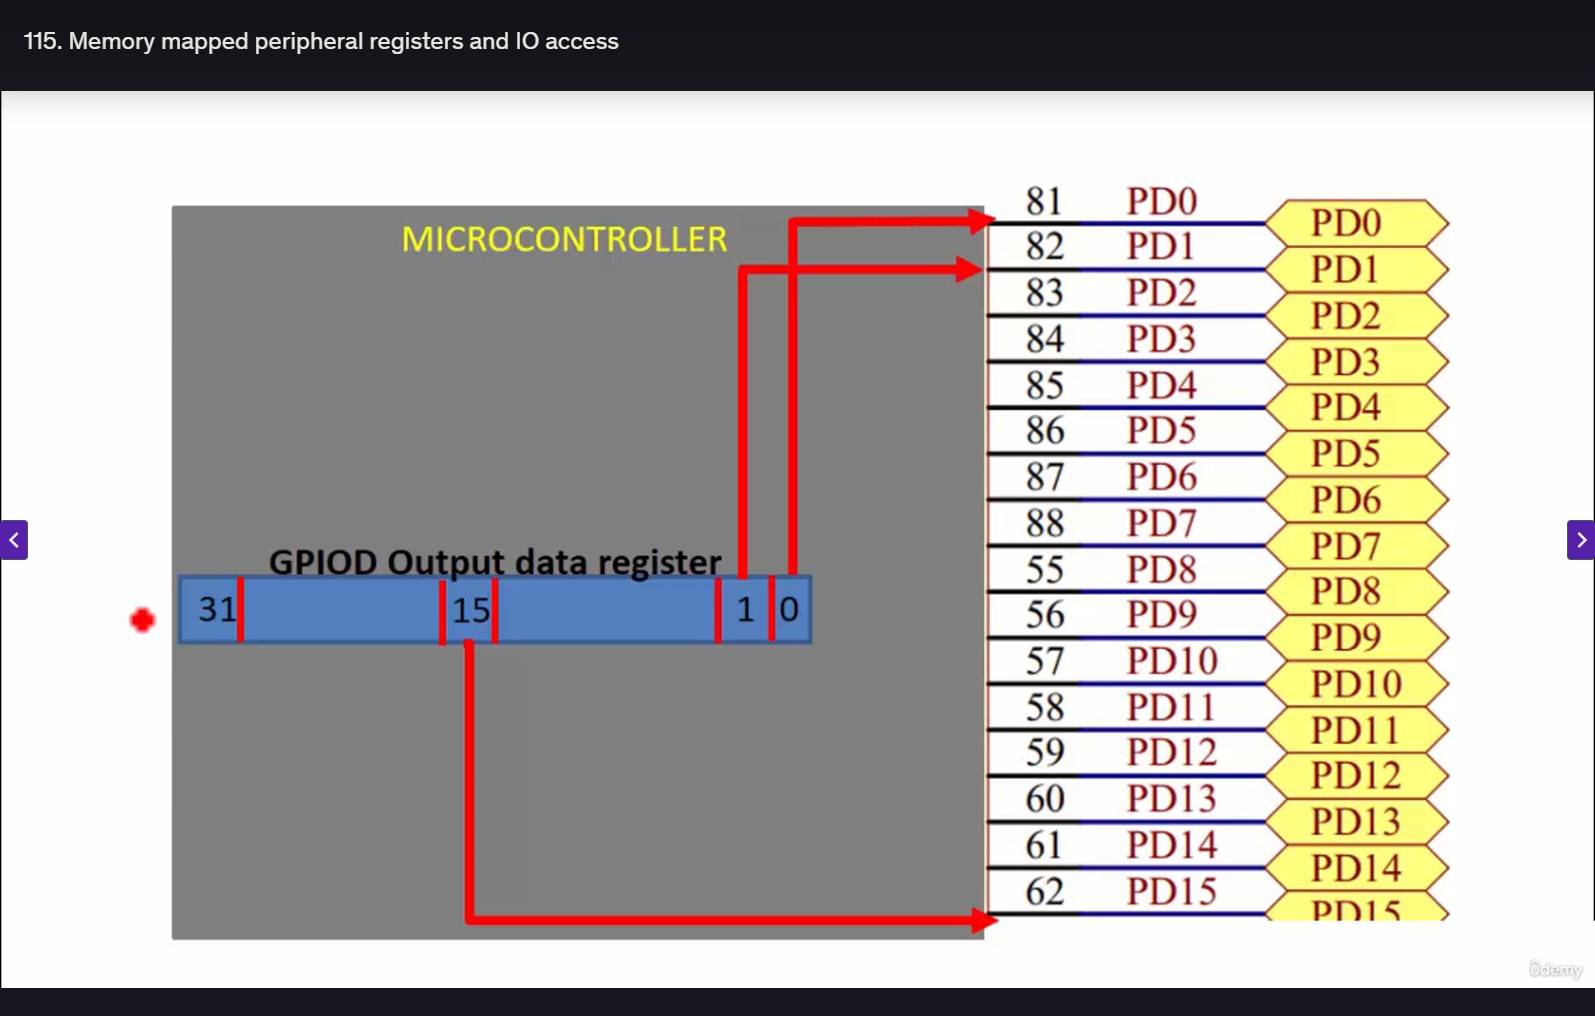 115. Memory mapped peripheral registers and IO access
MICROCONTROLLER
GPIOD Output data register
31 15 1 0
81 PD0 PD0
82 PD1 PD1
83 PD2 PD2
84 PD3 PD3
85 PD4 PD4
86 PD5 PD5
87 PD6 PD6
88 PD7 PD7
55 PD8 PD8
56 PD9 PD9
57 PD10 PD10
58 PD11 PD11
59 PD12 PD12
60 PD13 PD13
61 PD14 PD14
62 PD15 PD15
ûdemy